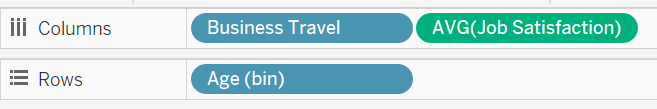 Columns Business Travel AVG(Job Satisfaction)
Rows Age (bin)